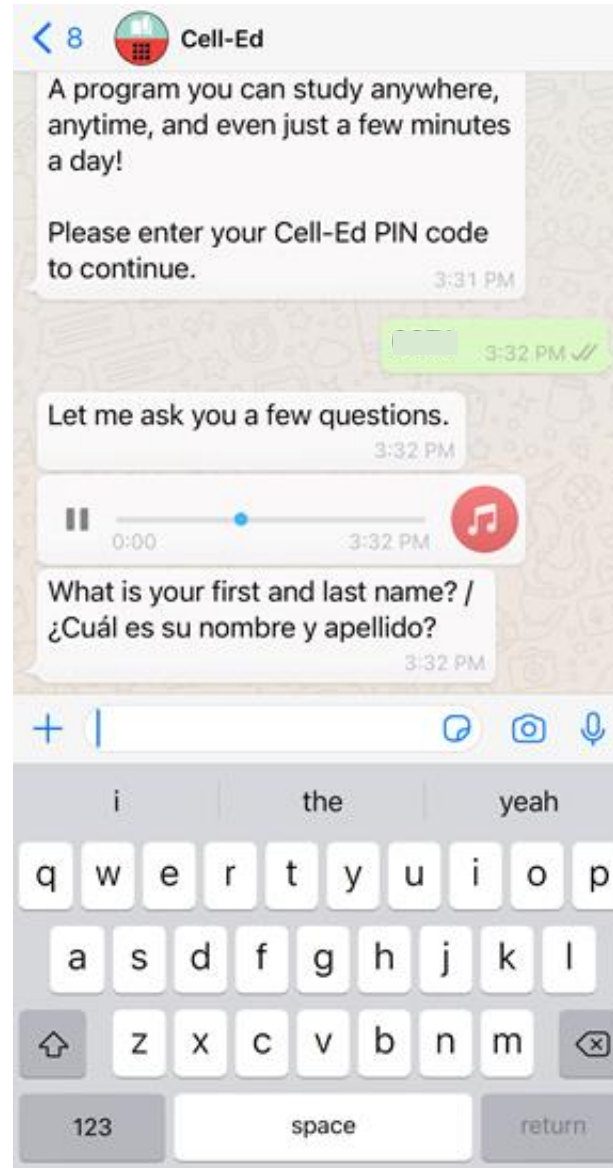 8 Cell-Ed
A program you can study anywhere,
anytime, and even just a few minutes
a day!
Please enter your Cell-Ed PIN code
to continue.
3:31 PM
3:32 PM
Let me ask you a few questions.
3:32 PM
0:00 3:32 PM
What is your first and last name? /
¿Cuál es su nombre y apellido?
3:32 PM
i the yeah
q w e r t y u i o p
a s d f g h j k l
z x c v b n m
123 space return